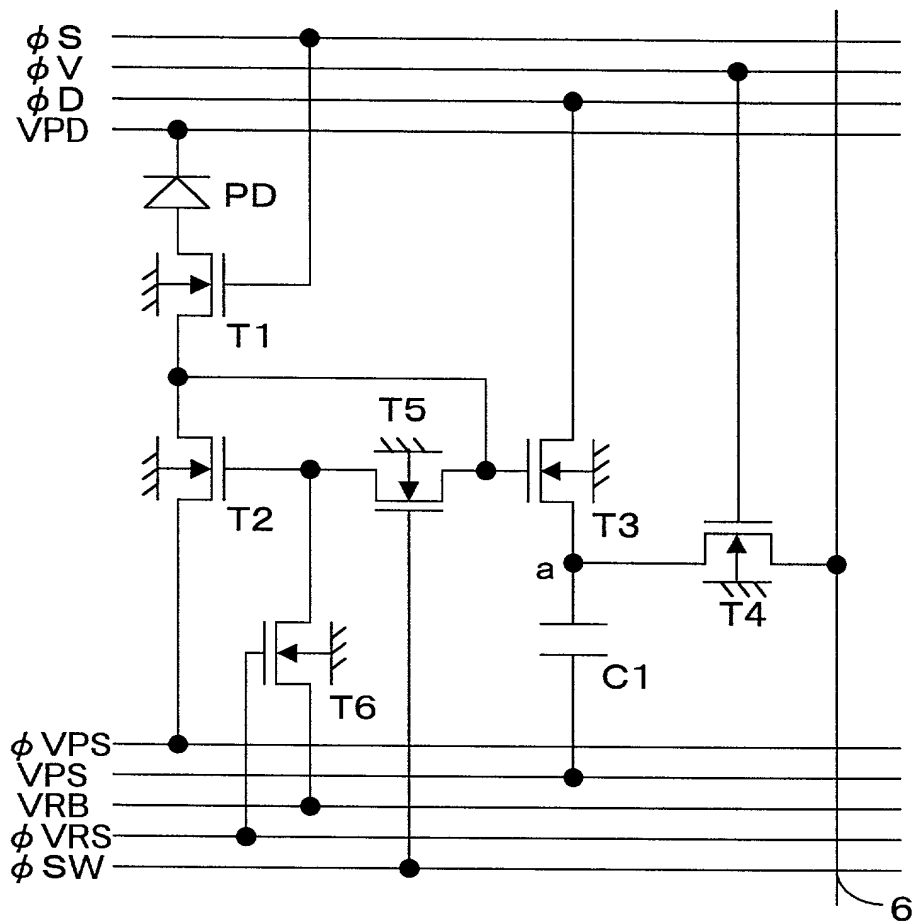 φS
φV
φD
VPD
PD
T1
T5
T2
T3
a
T4
C1
T6
φVPS
VPS
VRB
φVRS
φSW
6